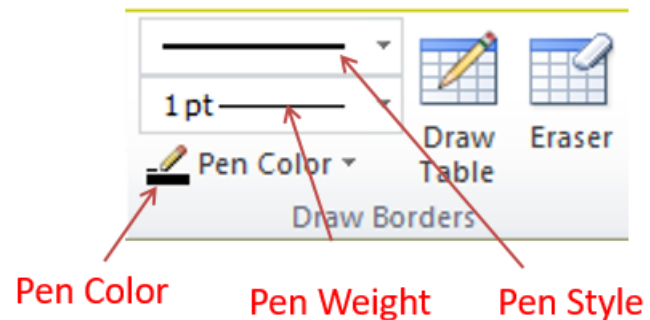 1 pt
Pen Color
Draw Table
Eraser
Draw Borders
Pen Color
Pen Weight
Pen Style